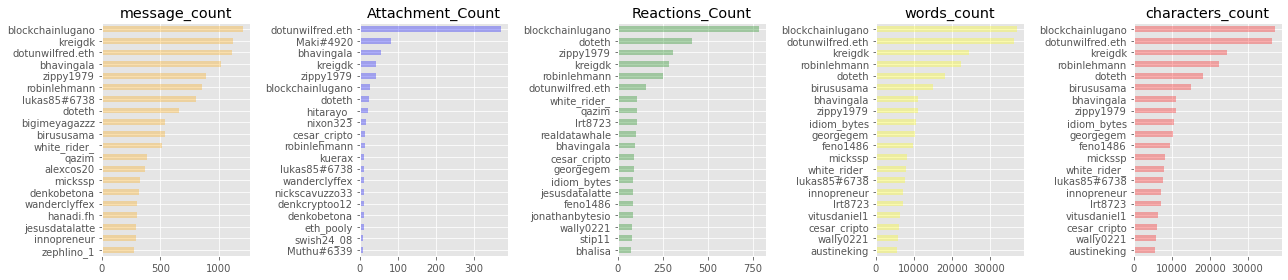 message_count
blockchainlugano
kreigdk
dotunwilfred.eth
bhavingala
zippy1979
robinlehmann
lukas85#6738
doteth
bigimeyagazzz
birususama
white_rider_
qazim
alexcos20
mickssp
denkobetona
wanderclyffex
hanadi.fh
jesusdatalatte
innopreneur
zephlino_1
0
500
1000
Attachment_Count
dotunwilfred.eth
Maki#4920
bhavingala
kreigdk
zippy1979
blockchainlugano
doteth
hitarayo_
nixon323
cesar_cripto
robinlehmann
kuerax
lukas85#6738
wanderclyffex
nickscavuzzo33
denkcryptoo12
denkobetona
eth_pooly
swish24_08
Muthu#6339
0
100
200
300
Reactions_Count
blockchainlugano
doteth
zippy1979
kreigdk
robinlehmann
dotunwilfred.eth
white_rider_
qazim
lrt8723
realdatawhale
bhavingala
cesar_cripto
georgegem
idiom_bytes
jesusdatalatte
feno1486
jonathanbytesio
wally0221
stip11
bhalisa
0
250
500
750
words_count
blockchainlugano
dotunwilfred.eth
kreigdk
robinlehmann
doteth
birususama
bhavingala
zippy1979
idiom_bytes
georgegem
feno1486
mickssp
white_rider_
lukas85#6738
innopreneur
lrt8723
vitusdaniel1
cesar_cripto
wally0221
austineking
0
10000
20000
30000
characters_count
blockchainlugano
dotunwilfred.eth
kreigdk
robinlehmann
doteth
birususama
bhavingala
zippy1979
idiom_bytes
georgegem
feno1486
mickssp
white_rider_
lukas85#6738
innopreneur
lrt8723
vitusdaniel1
cesar_cripto
wally0221
austineking
0
10000
20000
30000